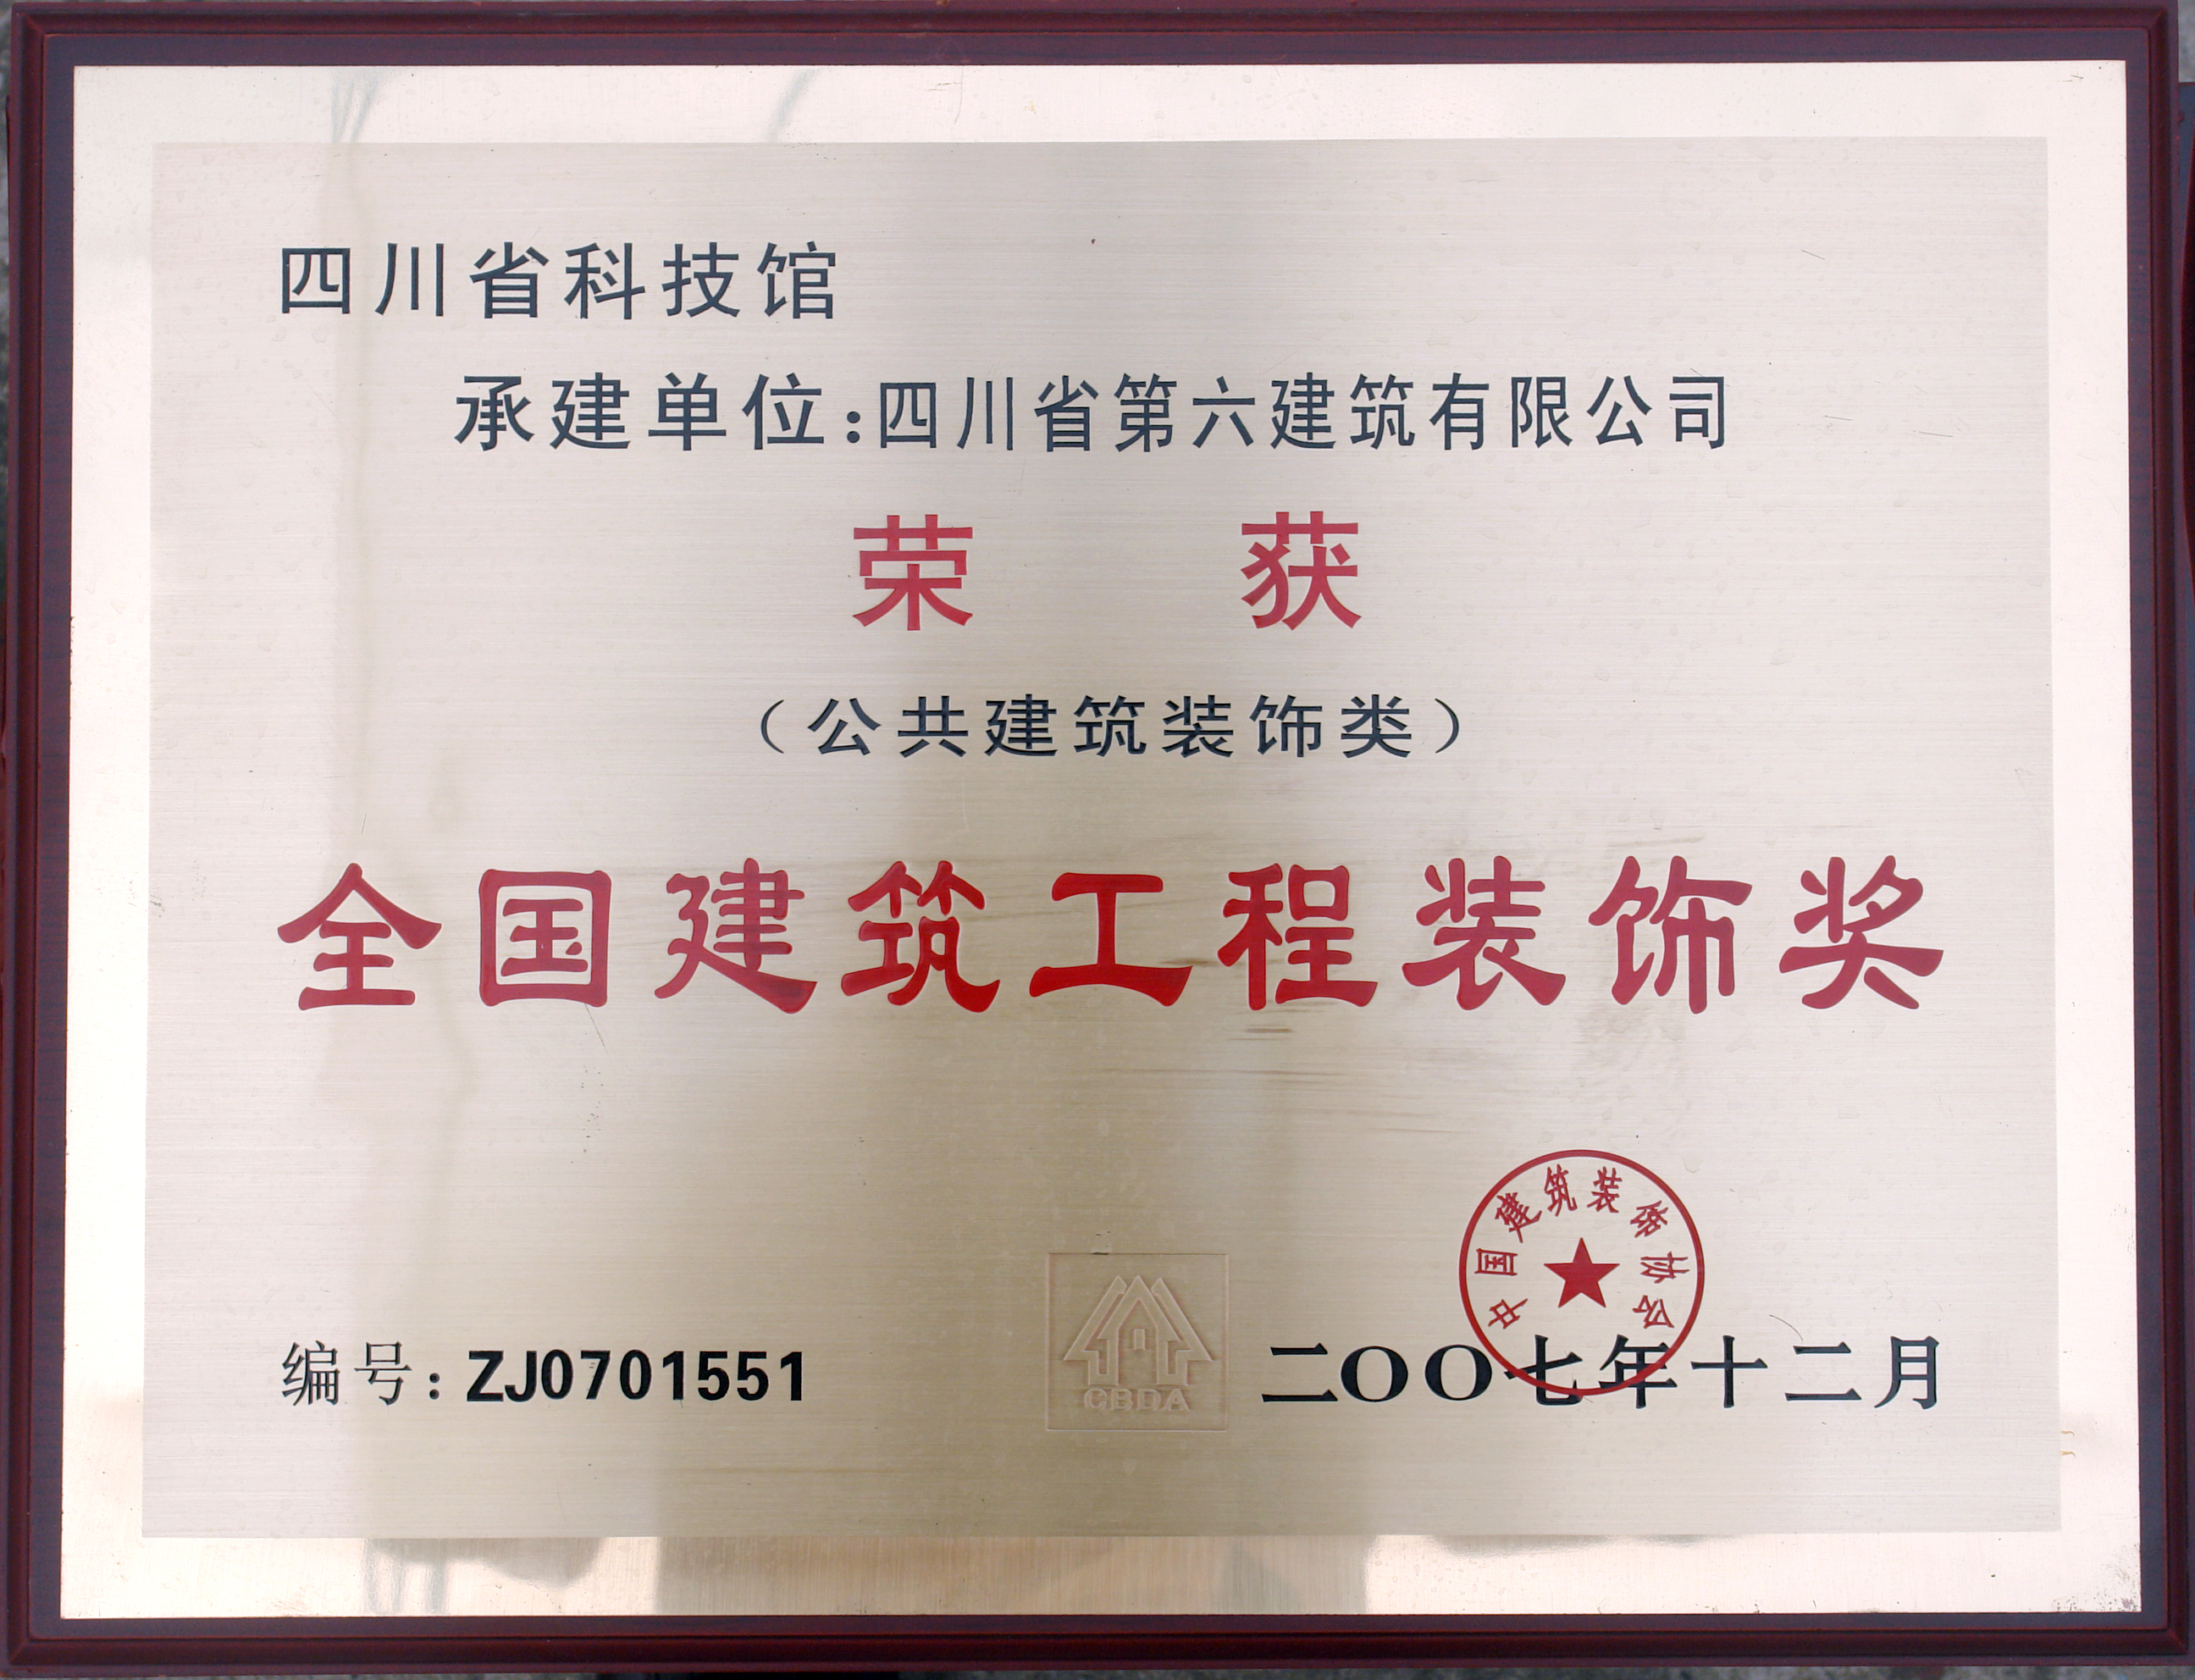 四川省科技馆
承建单位:四川省第六建筑有限公司
荣获
（公共建筑装饰类）
全国建筑工程装饰奖
中国建筑装饰协会
CBDA
编号: ZJ0701551
二〇〇七年十二月